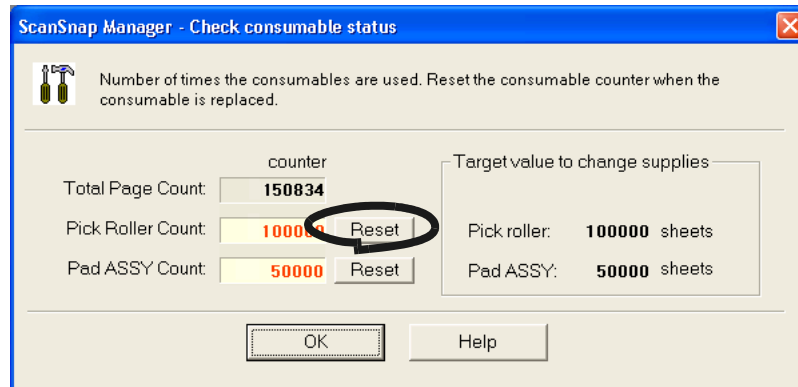 ScanSnap Manager - Check consumable status
Number of times the consumables are used. Reset the consumable counter when the
consumable is replaced.
counter
Total Page Count: 150834
Pick Roller Count: 100000 Reset
Pad ASSY Count: 50000 Reset
Target value to change supplies
Pick roller: 100000 sheets
Pad ASSY: 50000 sheets
OK Help